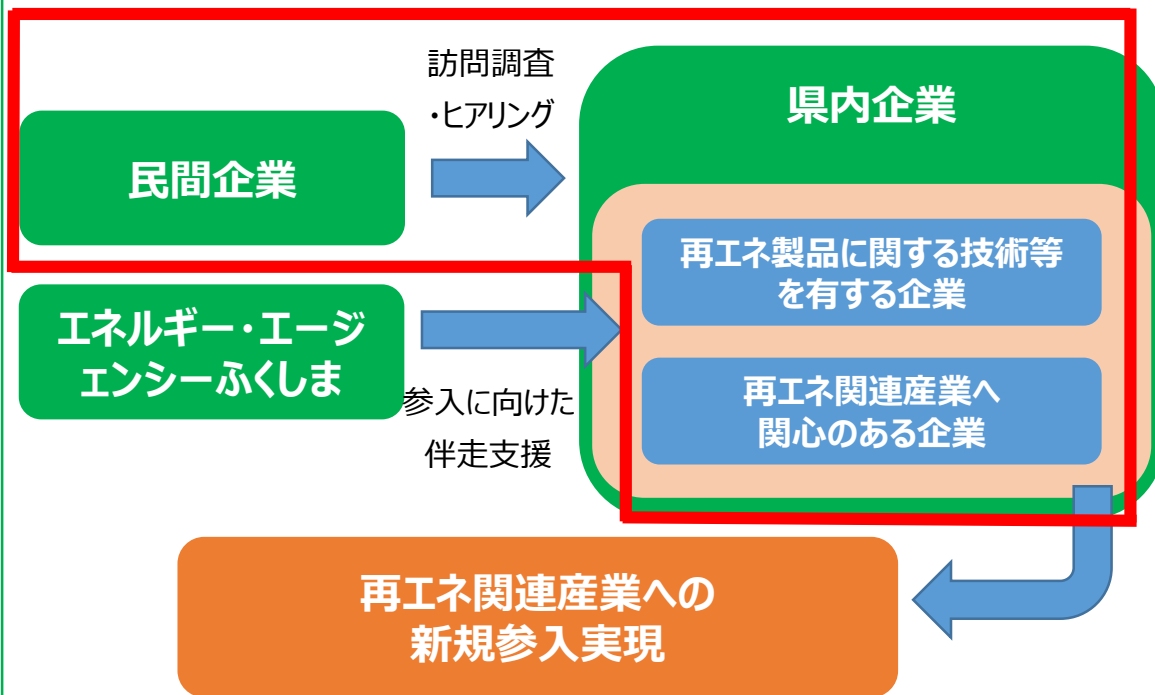 訪問調査
・ヒアリング
県内企業
民間企業
再エネ製品に関する技術等
を有する企業
エネルギー・エージ
ェンシーふくしま
参入に向けた
伴走支援
再エネ関連産業へ
関心のある企業
再エネ関連産業への
新規参入実現